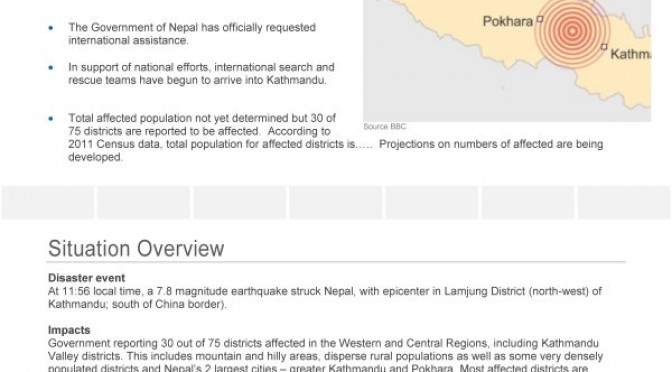 Pokhara
Kathm
• The Government of Nepal has officially requested
international assistance.
• In support of national efforts, international search and
rescue teams have begun to arrive into Kathmandu.
• Total affected population not yet determined but 30 of
75 districts are reported to be affected. According to
2011 Census data, total population for affected districts is….. Projections on numbers of affected are being
developed.
Source BBC
Situation Overview
Disaster event
At 11:56 local time, a 7.8 magnitude earthquake struck Nepal, with epicenter in Lamjung District (north-west) of
Kathmandu; south of China border).
Impacts
Government reporting 30 out of 75 districts affected in the Western and Central Regions, including Kathmandu
Valley districts. This includes mountain and hilly areas, disperse rural populations as well as some very densely
populated districts and Nepal's 2 largest cities – greater Kathmandu and Pokhara. Most affected districts are